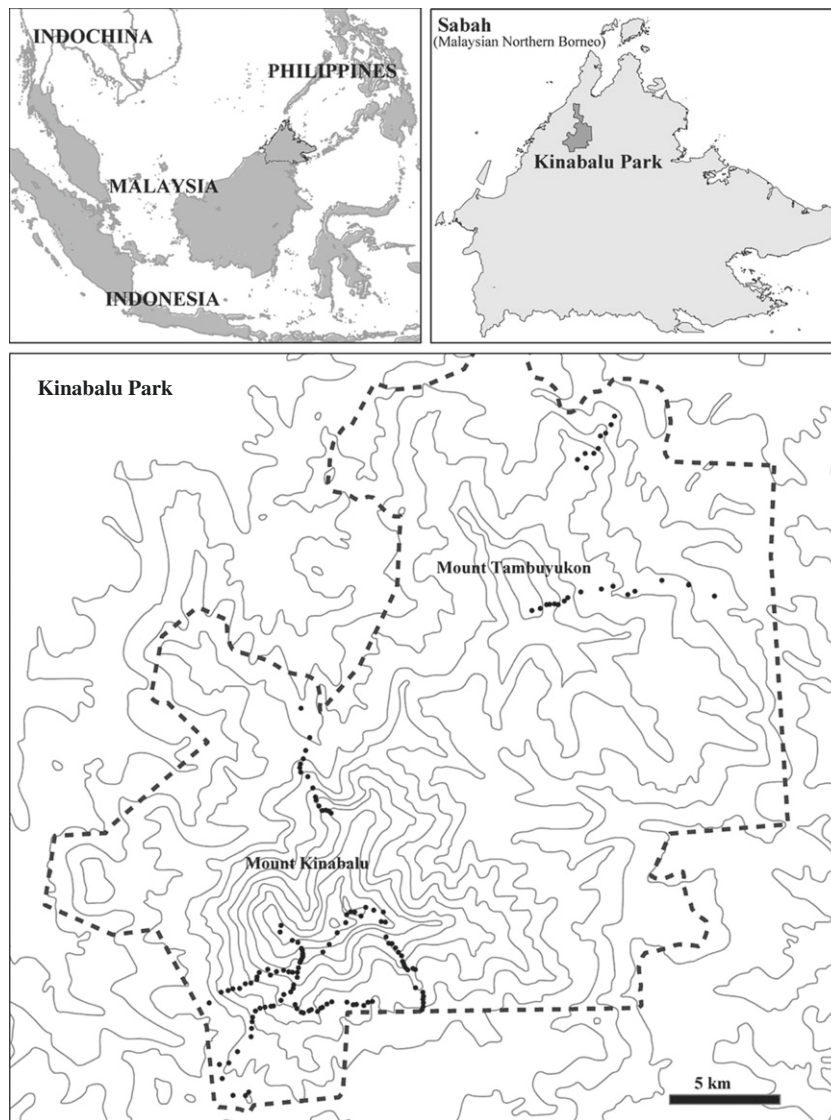 INDOCHINA
PHILIPPINES
MALAYSIA
INDONESIA
Sabah
(Malaysian Northern Borneo)
Kinabalu Park
Kinabalu Park
Mount Tambuyukon
Mount Kinabalu
5 km